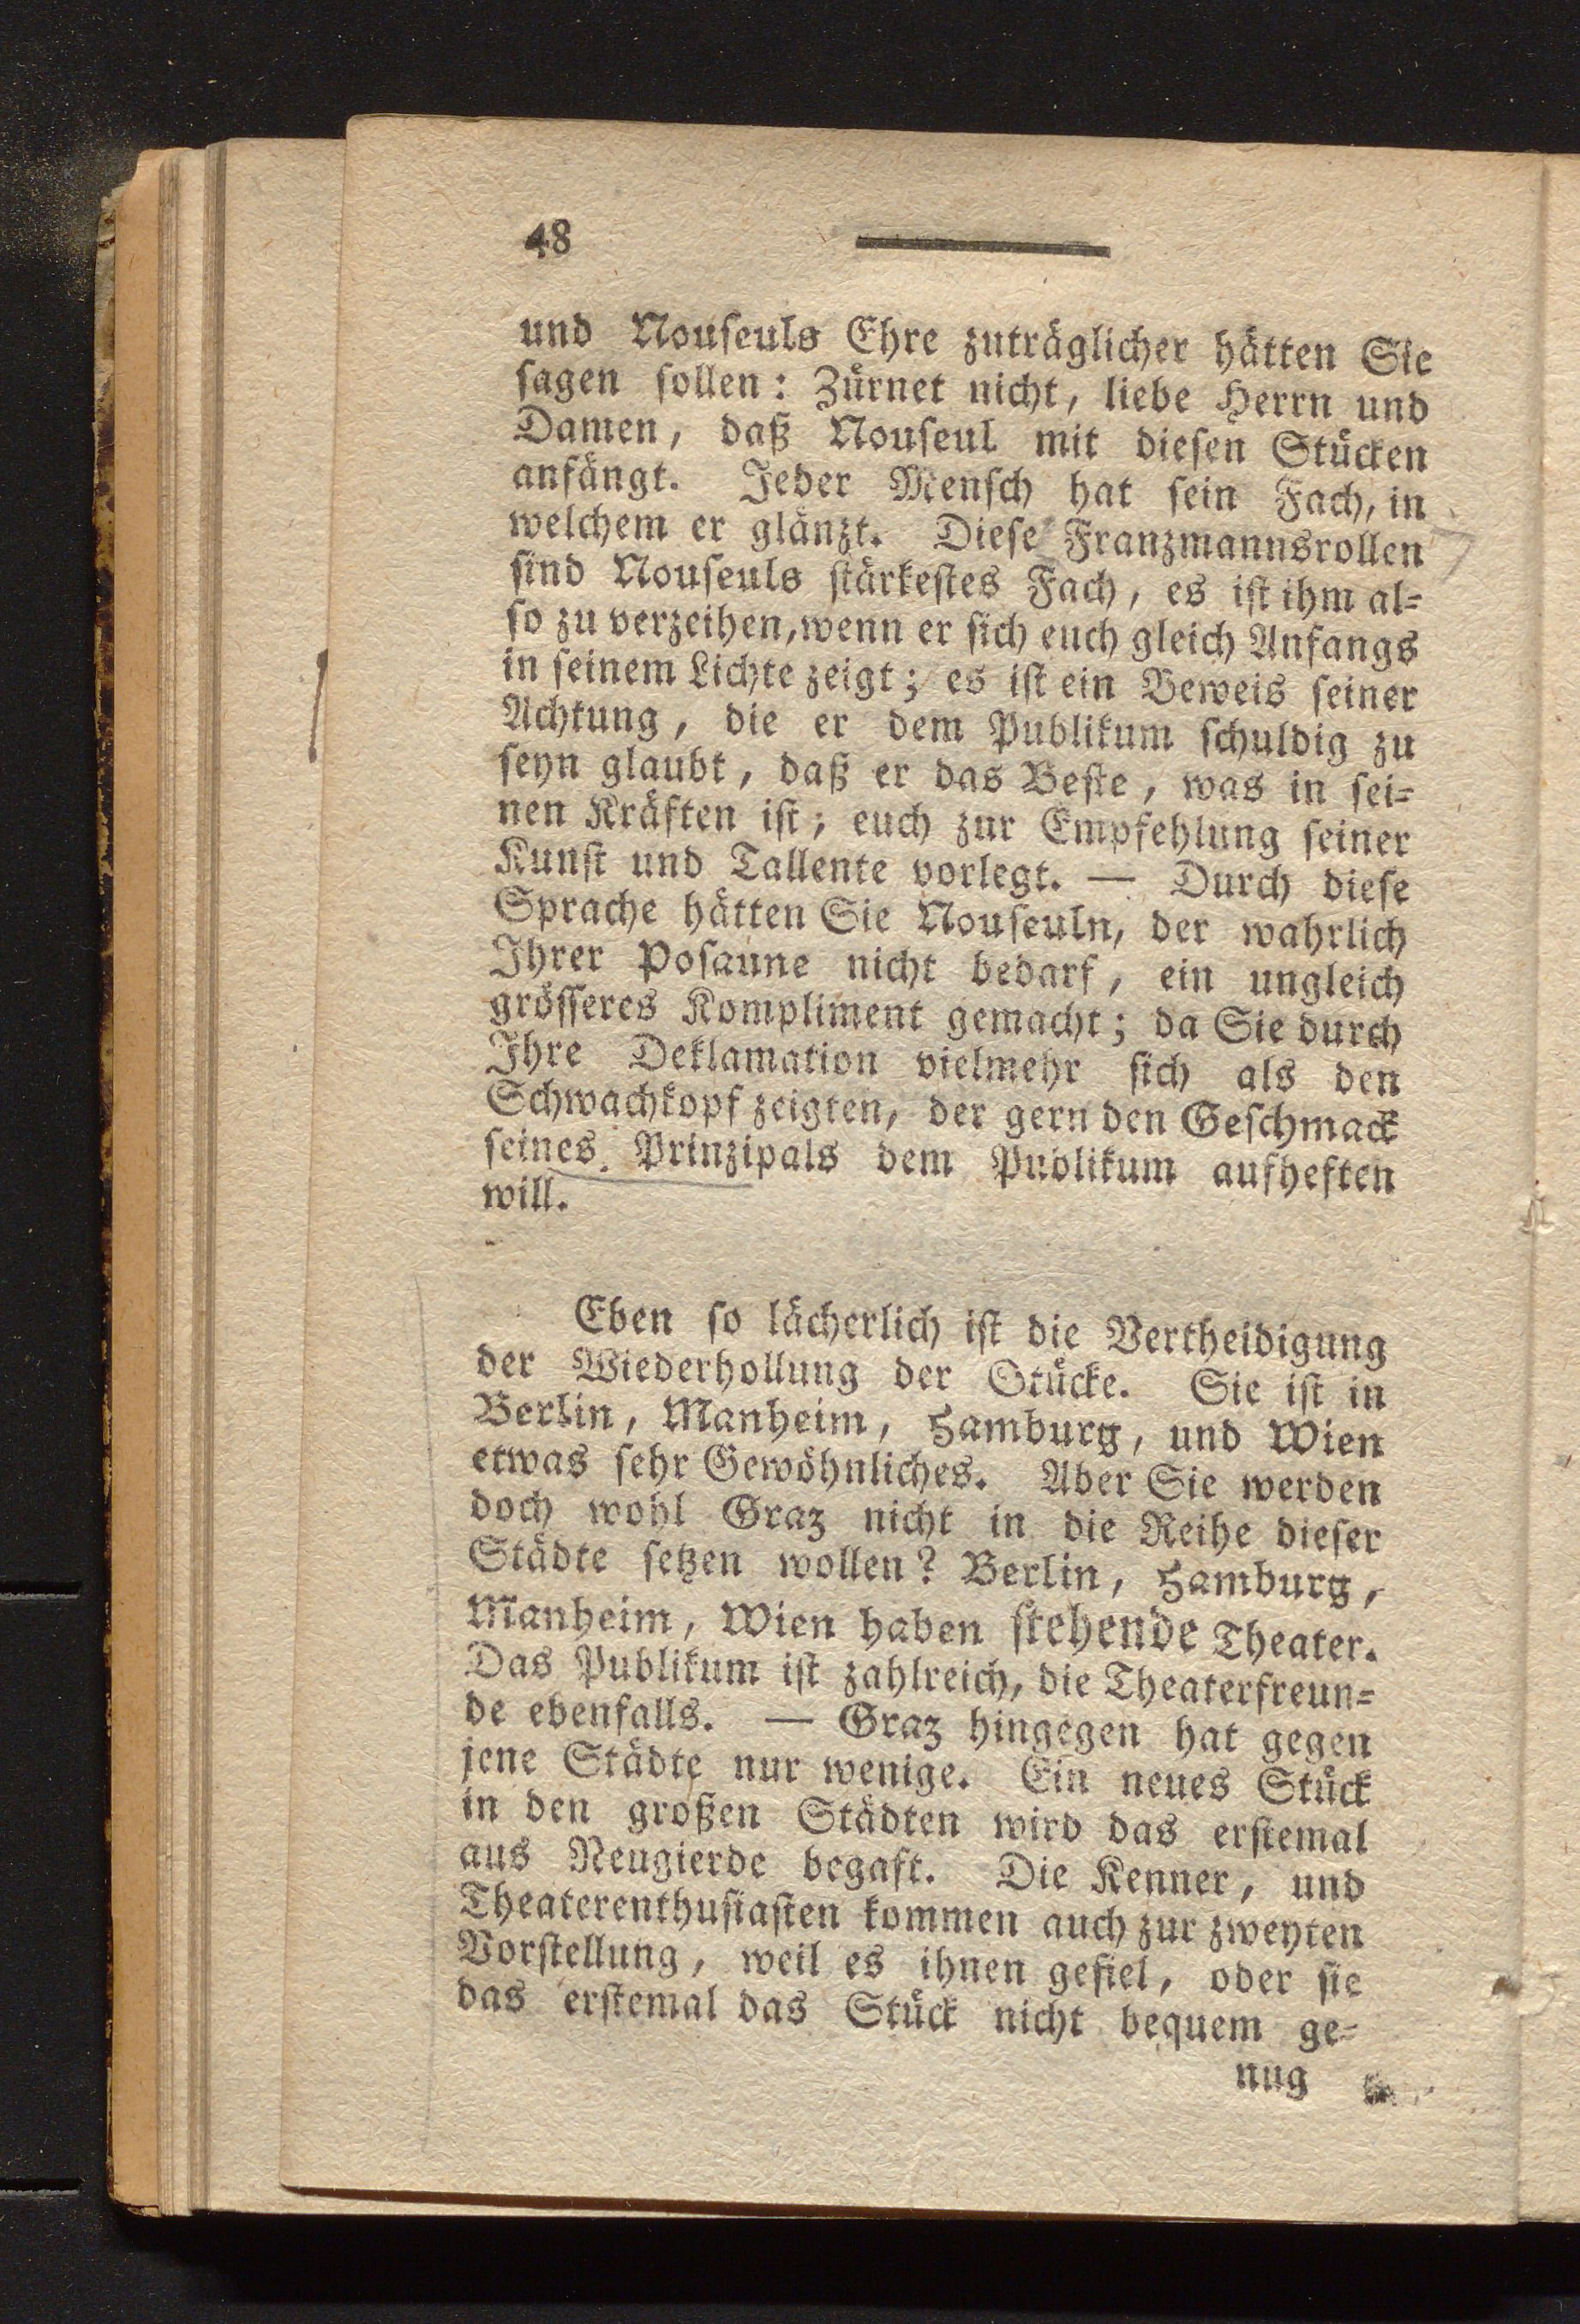 48
und Nouseuls Ehre zuträglicher hätten Sie
sagen sollen: Zürnet nicht, liebe Herrn und
Damen, daß Nouseul mit diesen Stücken
anfängt. Jeder Mensch hat sein Fach, in
welchem er glänzt. Diese Franzmannsrollen
sind Nouseuls stärkestes Fach, es ist ihm al-
so zu verzeihen, wenn er sich euch gleich Anfangs
in seinem Lichte zeigt; es ist ein Beweis seiner
Achtung, die er dem Publikum schuldig zu
seyn glaubt, daß er das Beste, was in sei-
nen Kräften ist; euch zur Empfehlung seiner
Kunst und Tallente vorlegt. — Durch diese
Sprache hätten Sie Nouseuln, der wahrlich
Ihrer Posaune nicht bedarf, ein ungleich
grösseres Kompliment gemacht; da Sie durch
Ihre Deklamation vielmehr sich als den
Schwachkopf zeigten, der gern den Geschmack
seines Prinzipals dem Publikum aufheften
will.
Eben so lächerlich ist die Vertheidigung
der Wiederhollung der Stücke. Sie ist in
Berlin, Manheim, Hamburg, und Wien
etwas sehr Gewöhnliches. Aber Sie werden
doch wohl Graz nicht in die Reihe dieser
Städte setzen wollen? Berlin, Hamburg,
Manheim, Wien haben stehende Theater.
Das Publikum ist zahlreich, die Theaterfreun-
de ebenfalls. — Graz hingegen hat gegen
jene Städte nur wenige. Ein neues Stück
in den großen Städten wird das erstemal
aus Neugierde begaft. Die Kenner, und
Theaterenthusiasten kommen auch zur zweyten
Vorstellung, weil es ihnen gefiel, oder sie
das erstemal das Stück nicht bequem ge-
nug